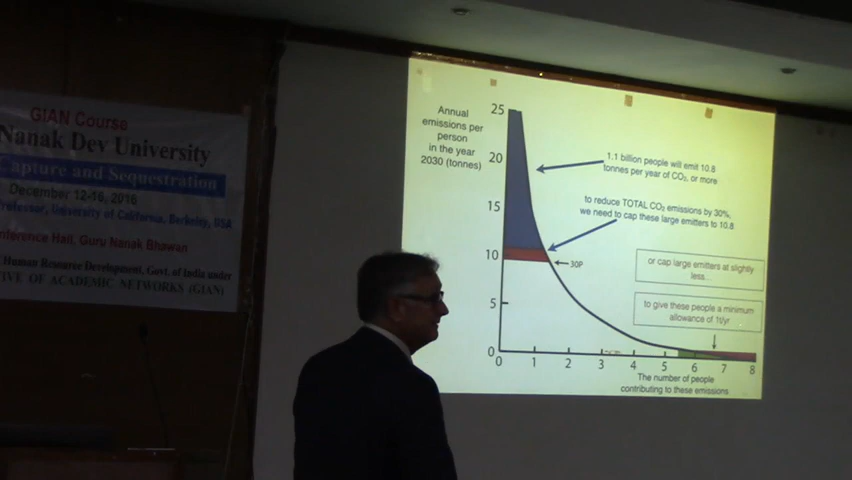 GIAN Course
Nanak Dev University
apture and Sequestration
December 12-16, 2016
Professor, University of California, Berkeley, USA
nference Hall, Guru Nanak Bhawan
Human Resource Development, Govt. of India under
TIVE OF ACADEMIC NETWORKS (GIAN)
Annual
emissions per
person
in the year
2030 (tonnes)
25
20
15
10
5
0
1.1 billion people will emit 10.8
tonnes per year of CO₂, or more
to reduce TOTAL CO₂ emissions by 30%,
we need to cap these large emitters to 10.8
30P
or cap large emitters at slightly
less...
to give these people a minimum
allowance of 1t/yr
0 1 2 3 4 5 6 7 8
The number of people
contributing to these emissions